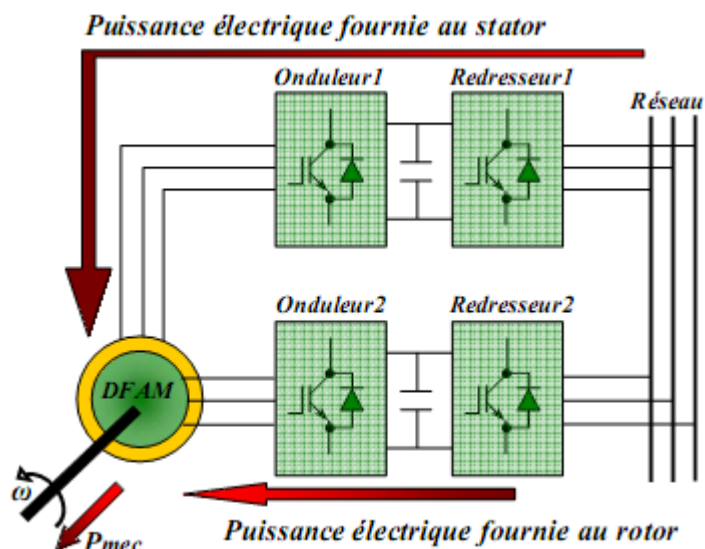 Puissance électrique fournie au stator
Onduleur1
Redresseur1
Réseau
Onduleur2
Redresseur2
DFAM
ω
Pmec
Puissance électrique fournie au rotor